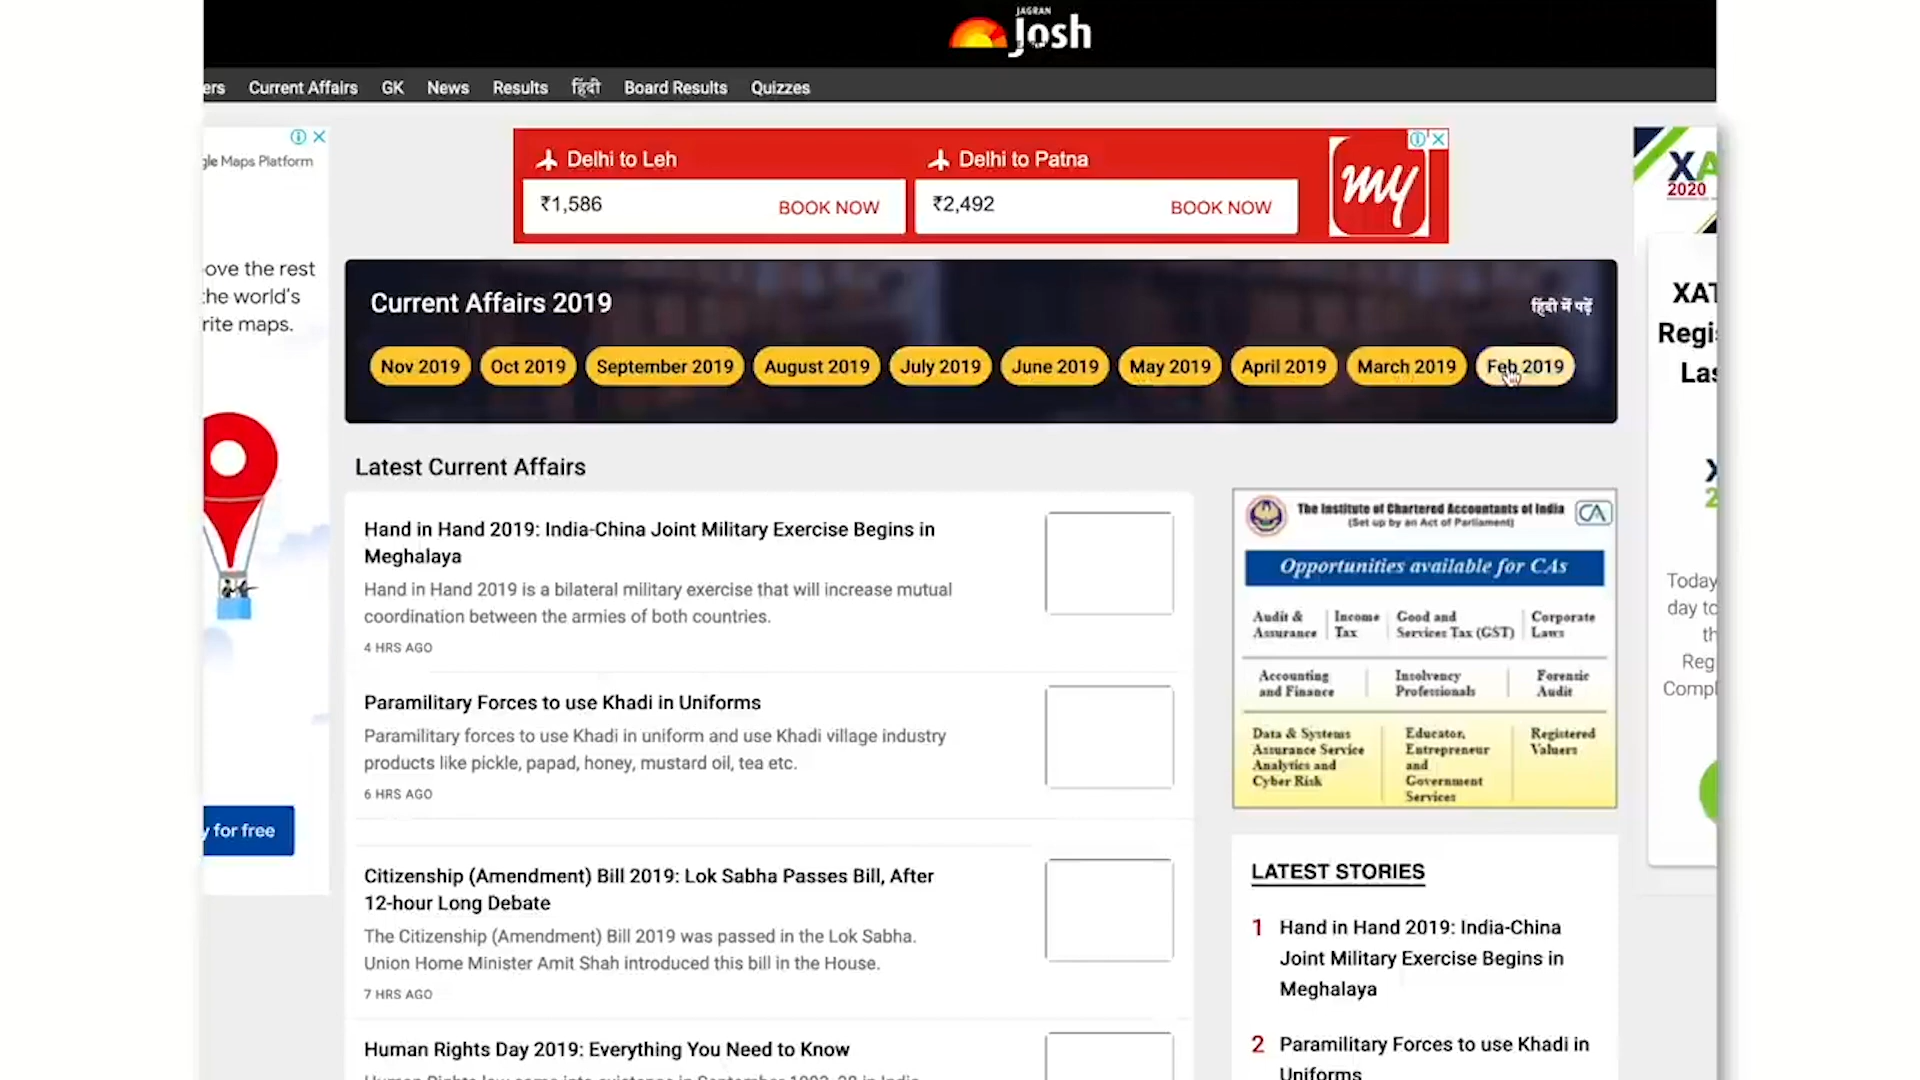 JAGRAN
Josh
ers Current Affairs GK News Results हिंदी Board Results Quizzes
gle Maps Platform
ove the rest
the world's
rite maps.
y for free
Delhi to Leh
₹1,586 BOOK NOW
Delhi to Patna
₹2,492 BOOK NOW
my
XA
2020
Current Affairs 2019
हिंदी में पढ़ें
Nov 2019 Oct 2019 September 2019 August 2019 July 2019 June 2019 May 2019 April 2019 March 2019 Feb 2019
Latest Current Affairs
Hand in Hand 2019: India-China Joint Military Exercise Begins in
Meghalaya
Hand in Hand 2019 is a bilateral military exercise that will increase mutual
coordination between the armies of both countries.
4 HRS AGO
Paramilitary Forces to use Khadi in Uniforms
Paramilitary forces to use Khadi in uniform and use Khadi village industry
products like pickle, papad, honey, mustard oil, tea etc.
6 HRS AGO
Citizenship (Amendment) Bill 2019: Lok Sabha Passes Bill, After
12-hour Long Debate
The Citizenship (Amendment) Bill 2019 was passed in the Lok Sabha.
Union Home Minister Amit Shah introduced this bill in the House.
7 HRS AGO
Human Rights Day 2019: Everything You Need to Know
The Institute of Chartered Accountants of India
(Set up by an Act of Parliament)
CA
Opportunities available for CAs
Audit &
Assurance
Income
Tax
Good and
Services Tax (GST)
Corporate
Laws
Accounting
and Finance
Insolvency
Professionals
Forensic
Audit
Data & Systems
Assurance Service
Analytics and
Cyber Risk
Educator,
Entrepreneur
and
Government
Services
Registered
Valuers
LATEST STORIES
1 Hand in Hand 2019: India-China
Joint Military Exercise Begins in
Meghalaya
2 Paramilitary Forces to use Khadi in
Uniforms
XAT
Regis
Las
Today
day to
th
Reg
Compl